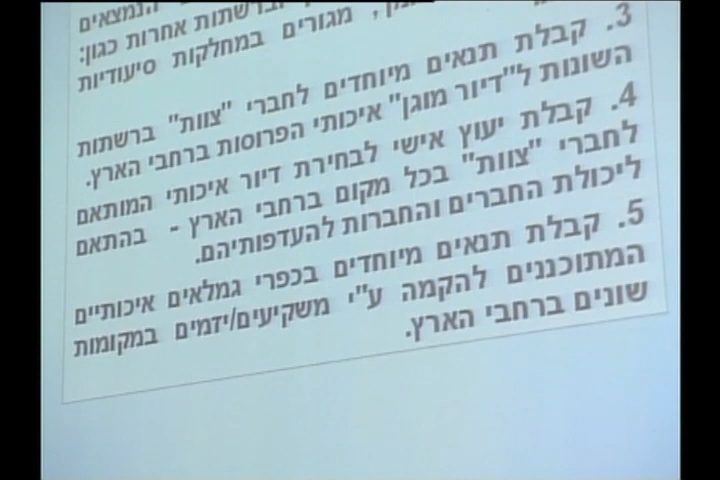 הנמצאים
וברשתות אחרות כגון:
מגורים במחלקות סיעודיות
3. קבלת תנאים מיוחדים לחברי "צוות" ברשתות
השונות ל"דיור מוגן" איכותי הפרוסות ברחבי הארץ.
4. קבלת יעוץ אישי לבחירת דיור איכותי המותאם
לחברי "צוות" בכל מקום ברחבי הארץ - בהתאם
ליכולת החברים והחברות להעדפותיהם.
5. קבלת תנאים מיוחדים בכפרי גמלאים איכותיים
המתוכננים להקמה ע"י משקיעים/יזמים במקומות
שונים ברחבי הארץ.